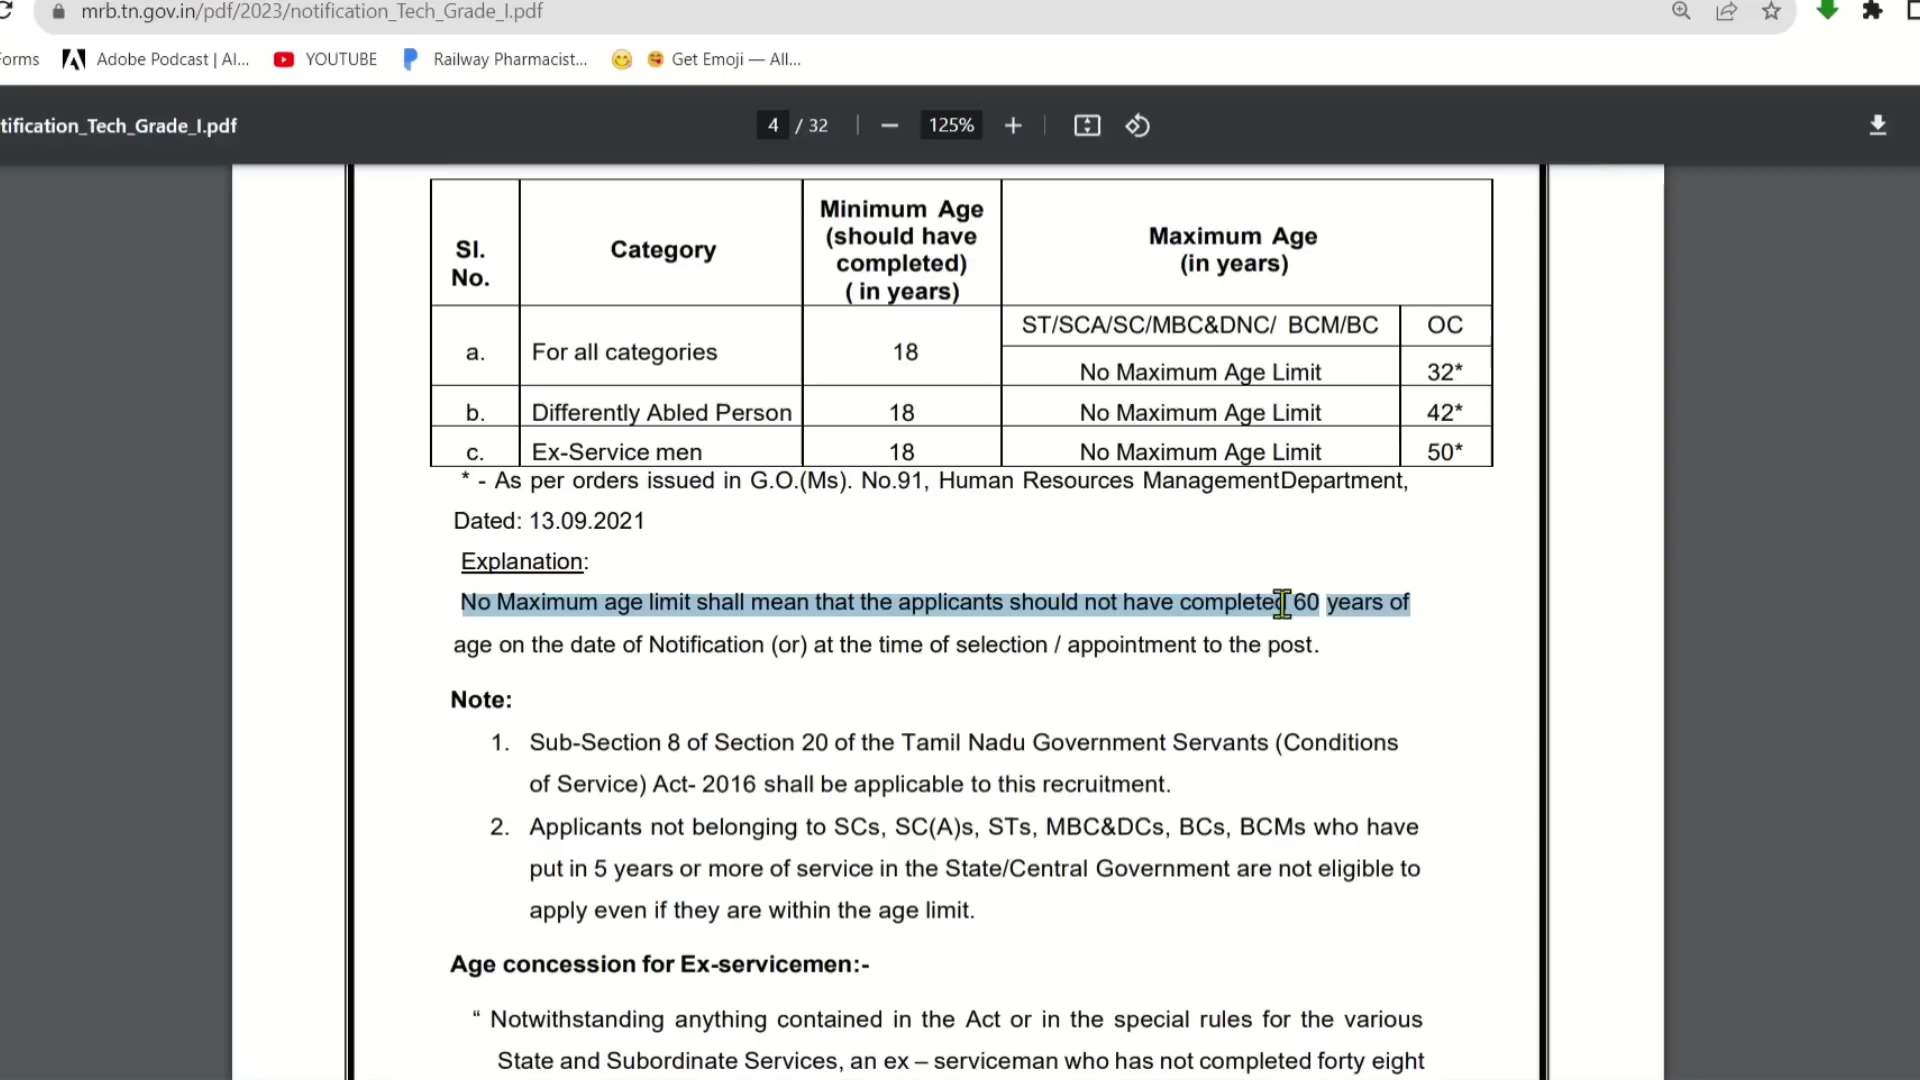 mrb.tn.gov.in/pdf/2023/notification_Tech_Grade_I.pdf
orms Adobe Podcast | AI... YOUTUBE Railway Pharmacist... Get Emoji — All...
tification_Tech_Grade_I.pdf 4 / 32 125%
Sl. No. Category Minimum Age (should have completed) ( in years) Maximum Age (in years)
ST/SCA/SC/MBC&DNC/ BCM/BC OC
a. For all categories 18 No Maximum Age Limit 32*
b. Differently Abled Person 18 No Maximum Age Limit 42*
c. Ex-Service men 18 No Maximum Age Limit 50*
* - As per orders issued in G.O.(Ms). No.91, Human Resources ManagementDepartment,
Dated: 13.09.2021
Explanation:
No Maximum age limit shall mean that the applicants should not have completed 60 years of
age on the date of Notification (or) at the time of selection / appointment to the post.
Note:
1. Sub-Section 8 of Section 20 of the Tamil Nadu Government Servants (Conditions
of Service) Act- 2016 shall be applicable to this recruitment.
2. Applicants not belonging to SCs, SC(A)s, STs, MBC&DCs, BCs, BCMs who have
put in 5 years or more of service in the State/Central Government are not eligible to
apply even if they are within the age limit.
Age concession for Ex-servicemen:-
“ Notwithstanding anything contained in the Act or in the special rules for the various
State and Subordinate Services, an ex – serviceman who has not completed forty eight